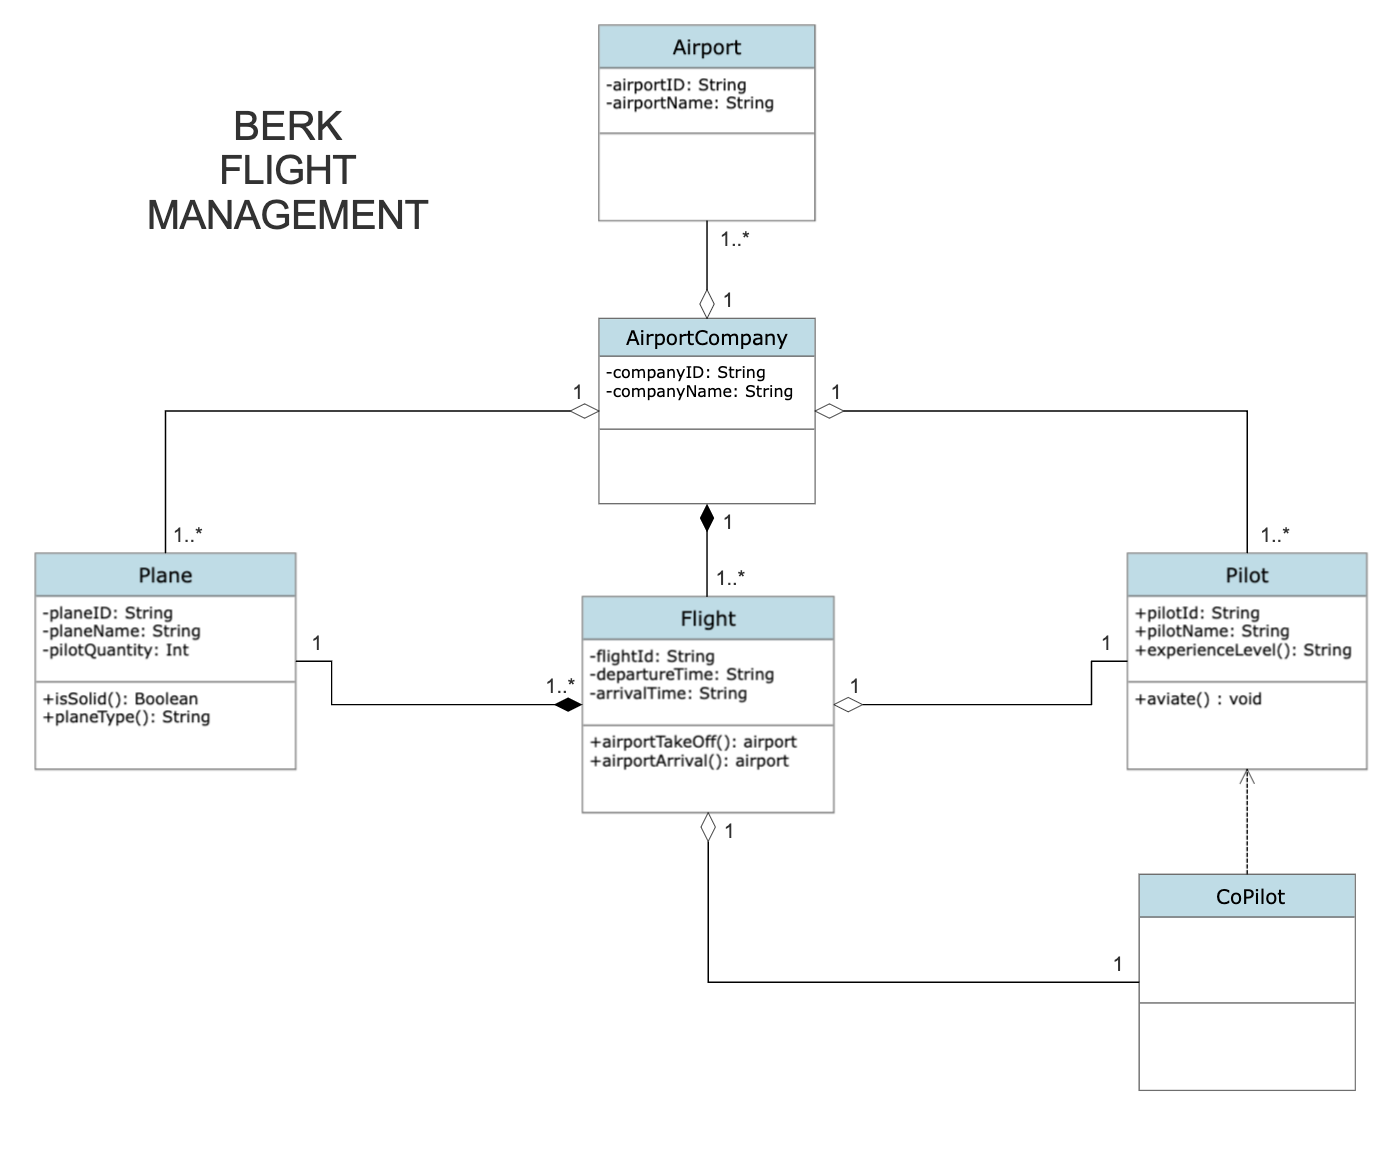 BERK
FLIGHT
MANAGEMENT
Airport
-airportID: String
-airportName: String
1..*
1
AirportCompany
-companyID: String
-companyName: String
1
1
1
1..*
1..*
1..*
Plane
-planeID: String
-planeName: String
-pilotQuantity: Int
+isSolid(): Boolean
+planeType(): String
1
1..*
Flight
-flightId: String
-departureTime: String
-arrivalTime: String
+airportTakeOff(): airport
+airportArrival(): airport
1
1
Pilot
+pilotId: String
+pilotName: String
+experienceLevel(): String
+aviate() : void
1
1
CoPilot